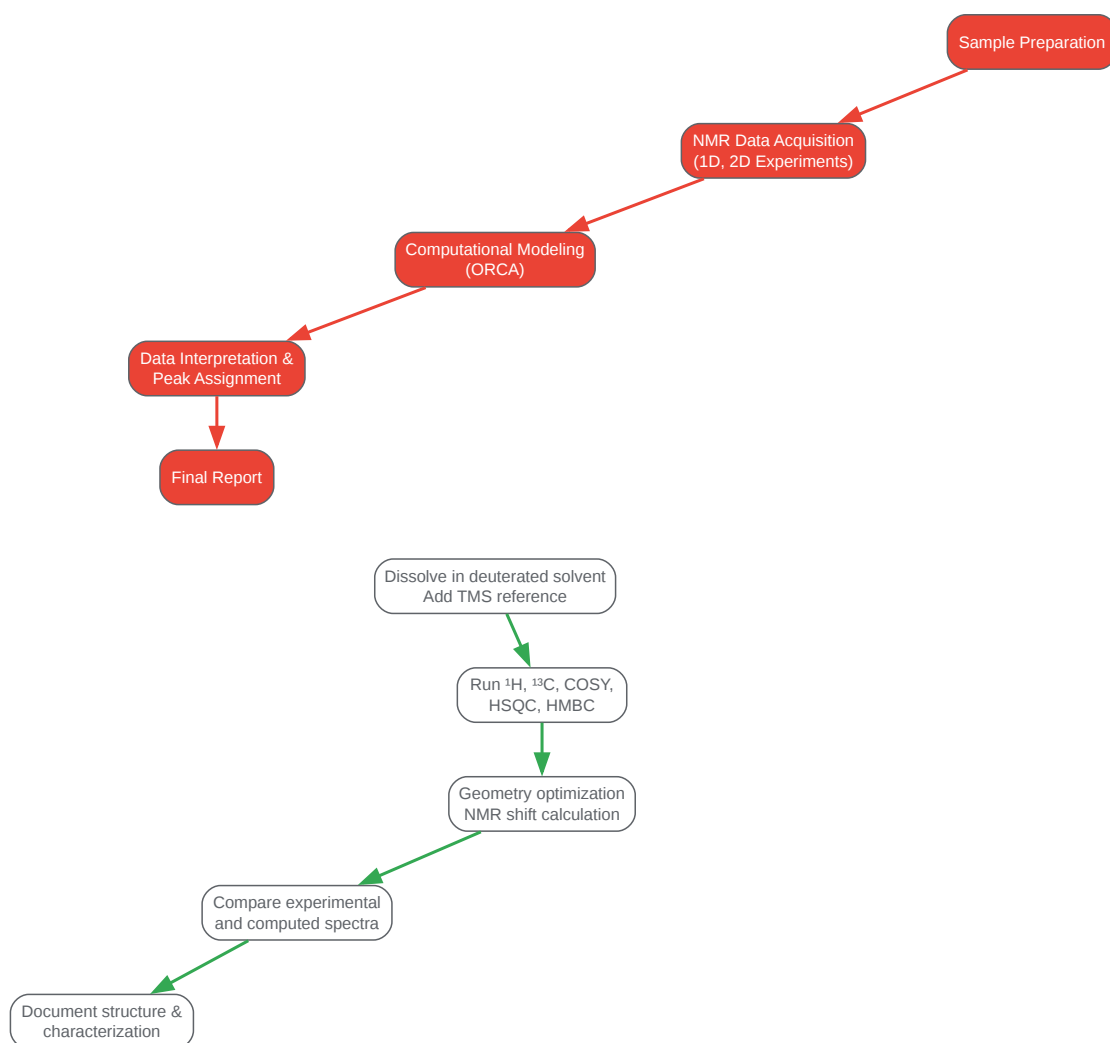 Sample Preparation
NMR Data Acquisition
(1D, 2D Experiments)
Computational Modeling
(ORCA)
Data Interpretation &
Peak Assignment
Final Report
Dissolve in deuterated solvent
Add TMS reference
Run ¹H, ¹³C, COSY,
HSQC, HMBC
Geometry optimization
NMR shift calculation
Compare experimental
and computed spectra
Document structure &
characterization